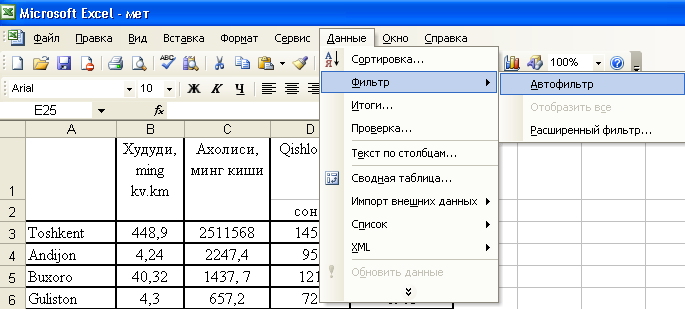 Microsoft Excel - мет
Файл Правка Вид Вставка Формат Сервис Данные Окно Справка
100%
Arial 10 Ж К Ч
E25 fx
Сортировка...
Фильтр
Итоги...
Проверка...
Текст по столбцам...
Сводная таблица...
Импорт внешних данных
Список
XML
Обновить данные
Автофильтр
Отобразить все
Расширенный фильтр...
A B C D
1 Худуди, ming kv.km Ахолиси, минг киши Qishlo
2 сон
3 Toshkent 448,9 2511568 145
4 Andijon 4,24 2247,4 95
5 Buxoro 40,32 1437, 7 121
6 Guliston 4,3 657,2 72